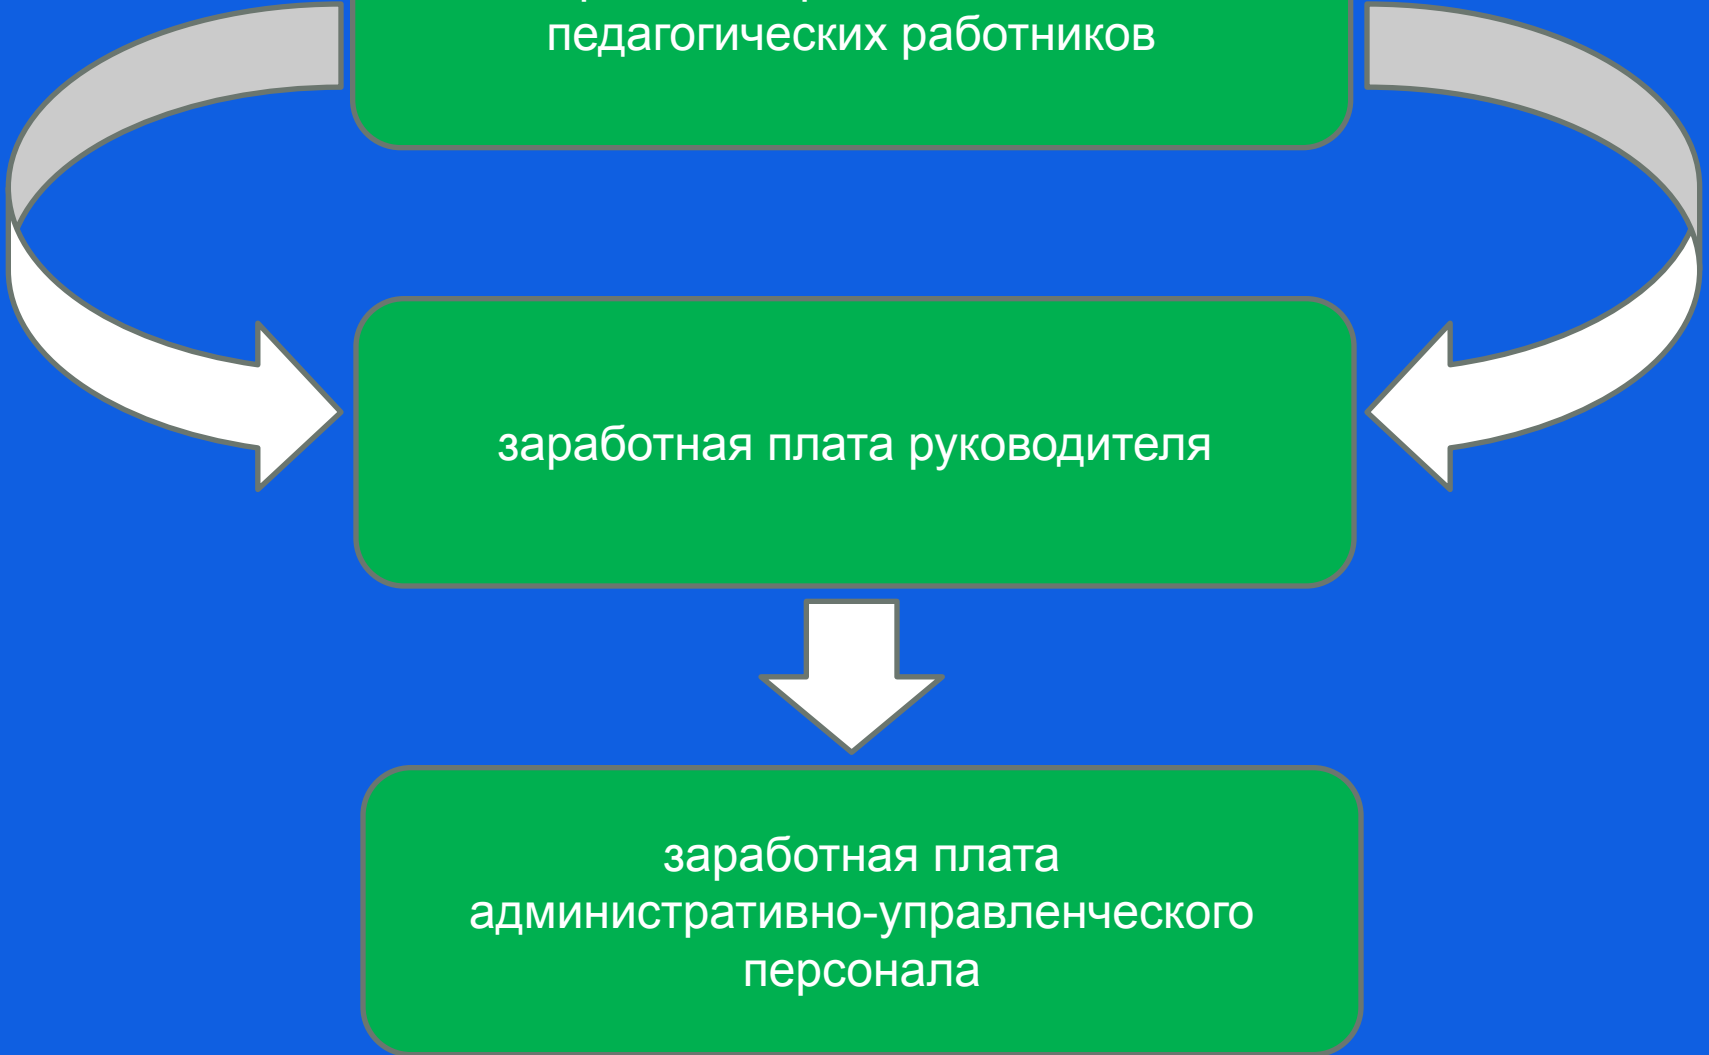 педагогических работников
заработная плата руководителя
заработная плата
административно-управленческого
персонала